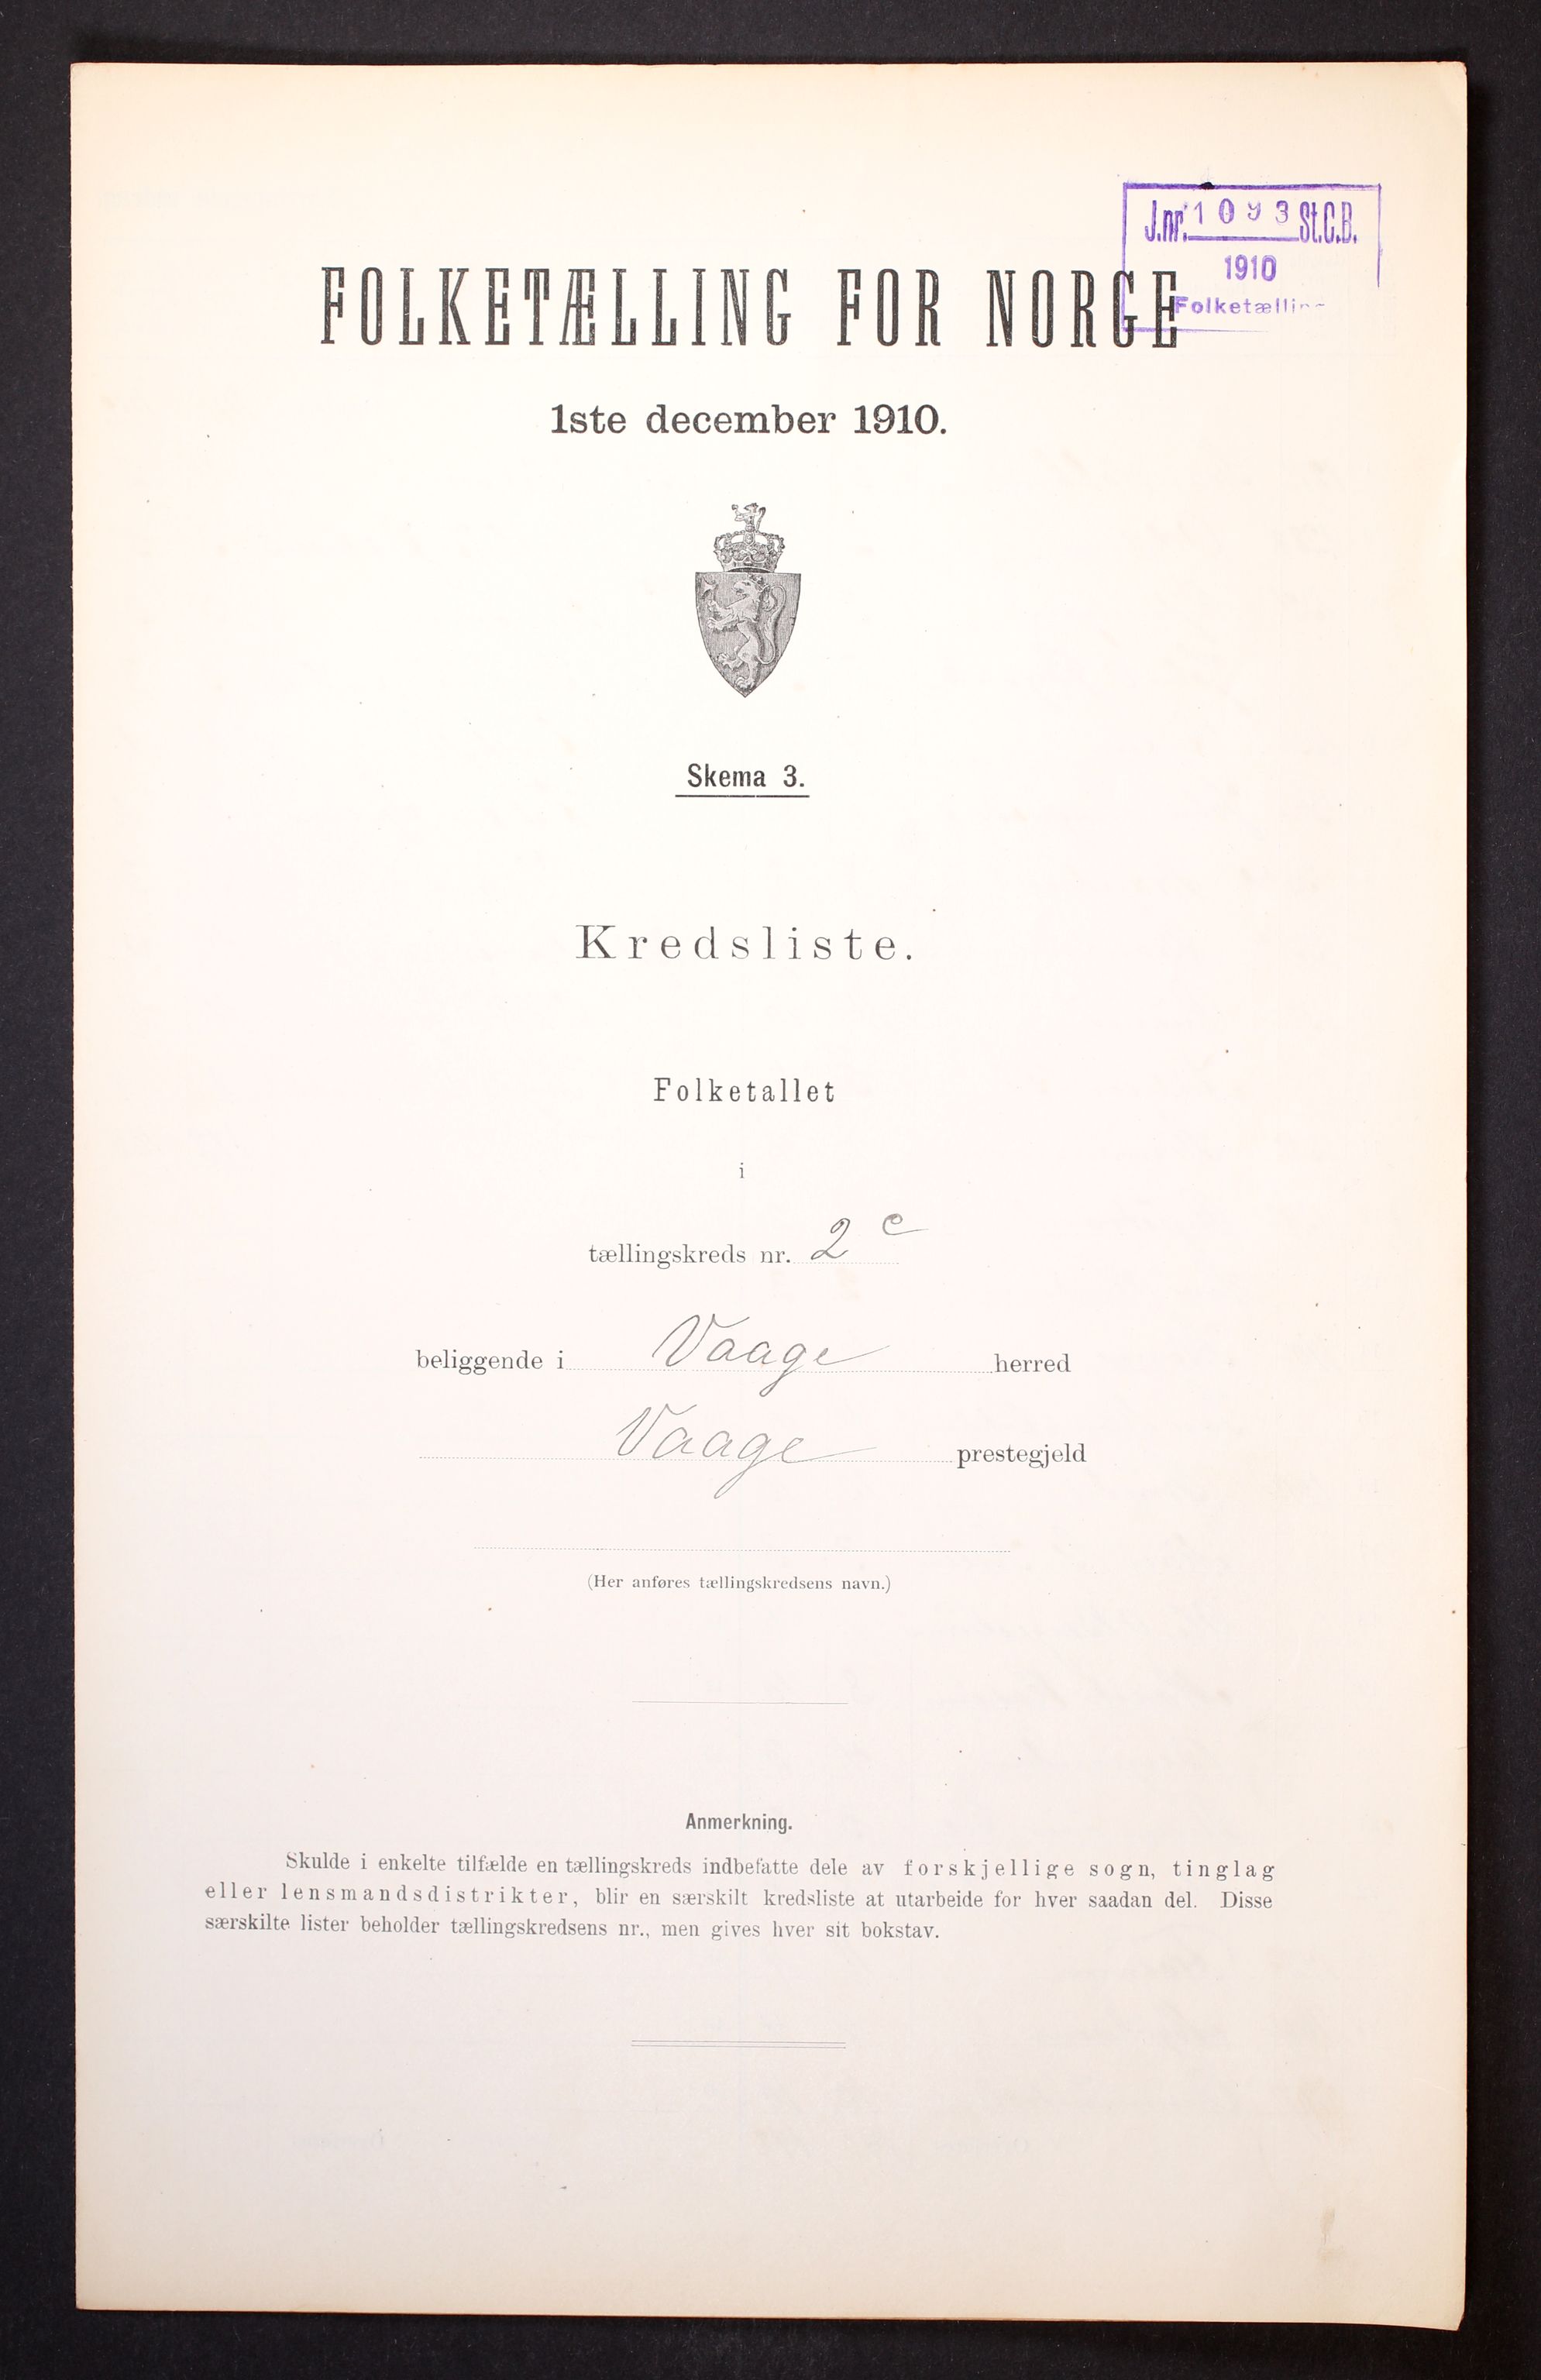 J.nr. 1093 St.C.B.
1910
Folketælling
FOLKETÆLLING FOR NORGE
1ste december 1910.
Skema 3.
Kredsliste.
Folketallet
i
tællingskreds nr. 2 c
beliggende i Vaage herred
Vaage prestegjeld
(Her anføres tællingskredsens navn.)
Anmerkning.
Skulde i enkelte tilfælde en tællingskreds indbefatte dele av forskjellige sogn, tinglag
eller lensmandsdistrikter, blir en særskilt kredsliste at utarbeide for hver saadan del. Disse
særskilte lister beholder tællingskredsens nr., men gives hver sit bokstav.